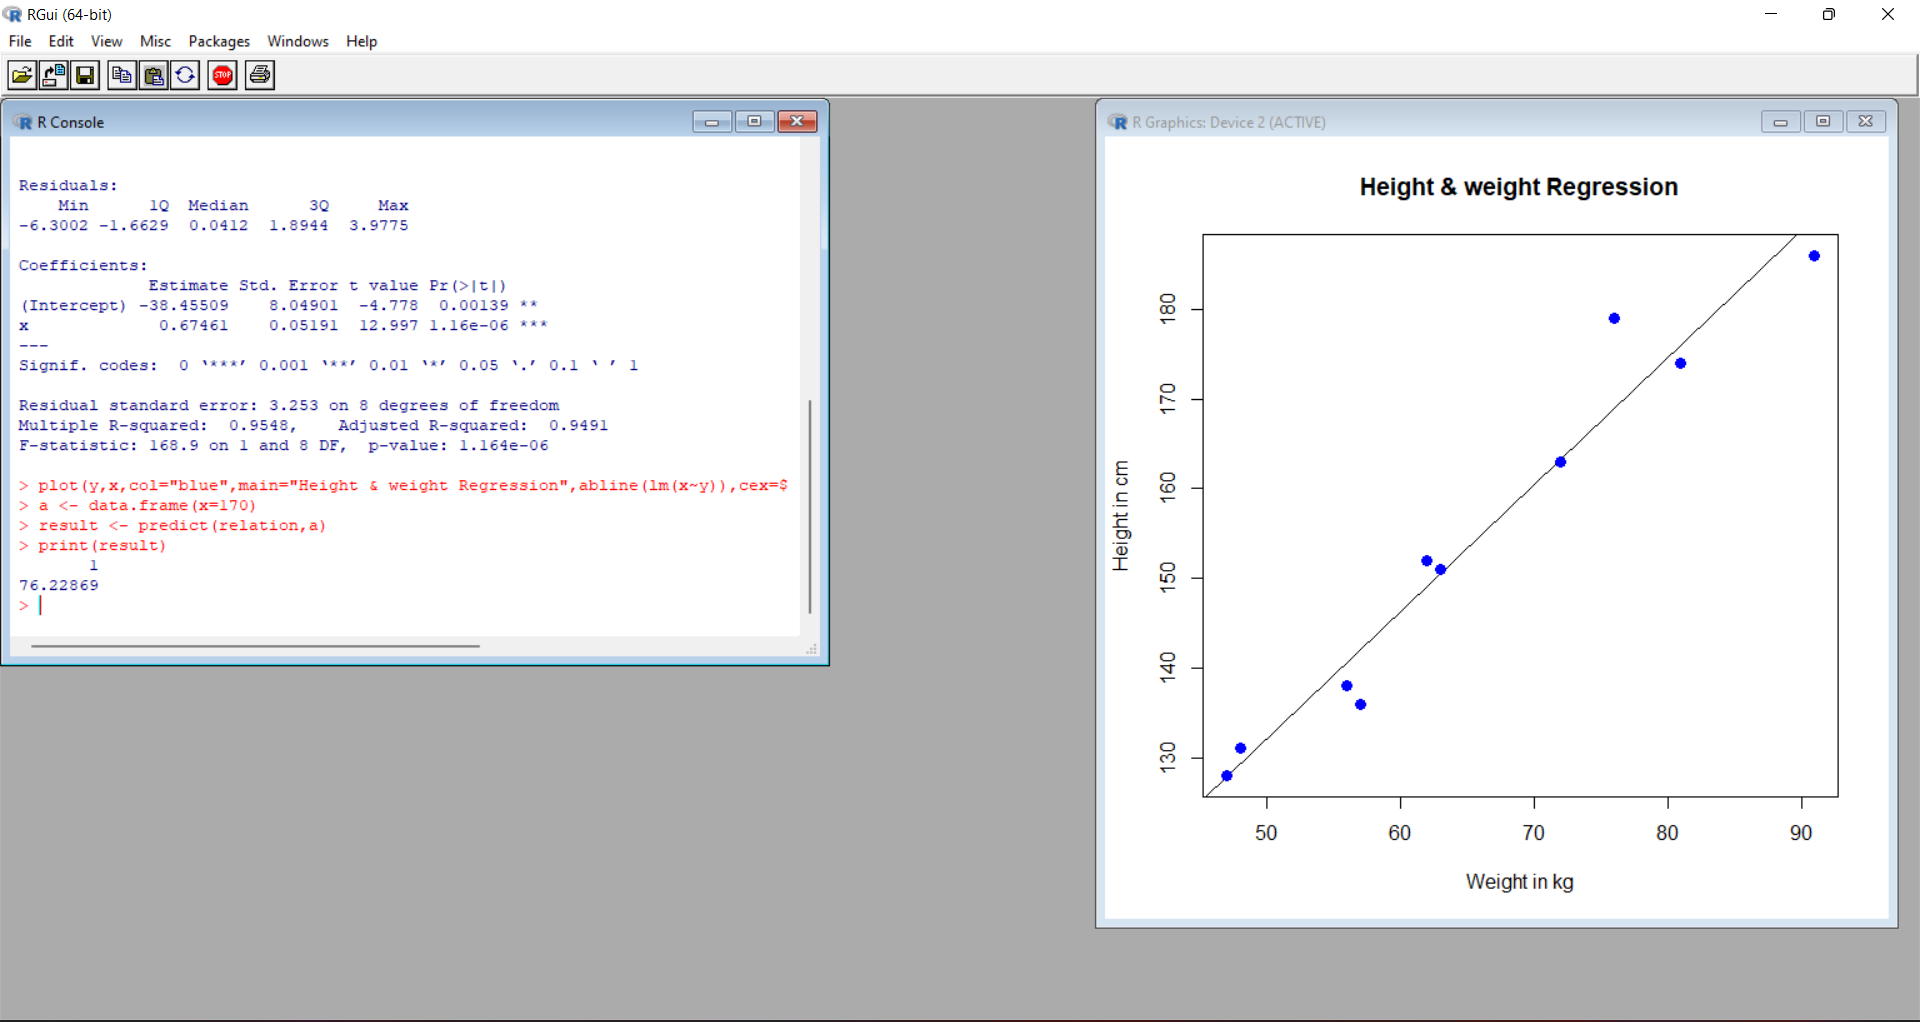 RGui (64-bit)
File Edit View Misc Packages Windows Help
STOP
R Console
Residuals:
    Min      1Q  Median      3Q     Max
-6.3002 -1.6629  0.0412  1.8944  3.9775
Coefficients:
             Estimate Std. Error t value Pr(>|t|)
(Intercept) -38.45509    8.04901  -4.778  0.00139 **
x             0.67461    0.05191  12.997 1.16e-06 ***
---
Signif. codes:  0 ‘***’ 0.001 ‘**’ 0.01 ‘*’ 0.05 ‘.’ 0.1 ‘ ’ 1
Residual standard error: 3.253 on 8 degrees of freedom
Multiple R-squared:  0.9548,    Adjusted R-squared:  0.9491
F-statistic: 168.9 on 1 and 8 DF,  p-value: 1.164e-06
> plot(y,x,col="blue",main="Height & weight Regression",abline(lm(x~y)),cex=$
> a <- data.frame(x=170)
> result <- predict(relation,a)
> print(result)
       1
76.22869
>
R Graphics: Device 2 (ACTIVE)
Height & weight Regression
Height in cm
180
170
160
150
140
130
50 60 70 80 90
Weight in kg